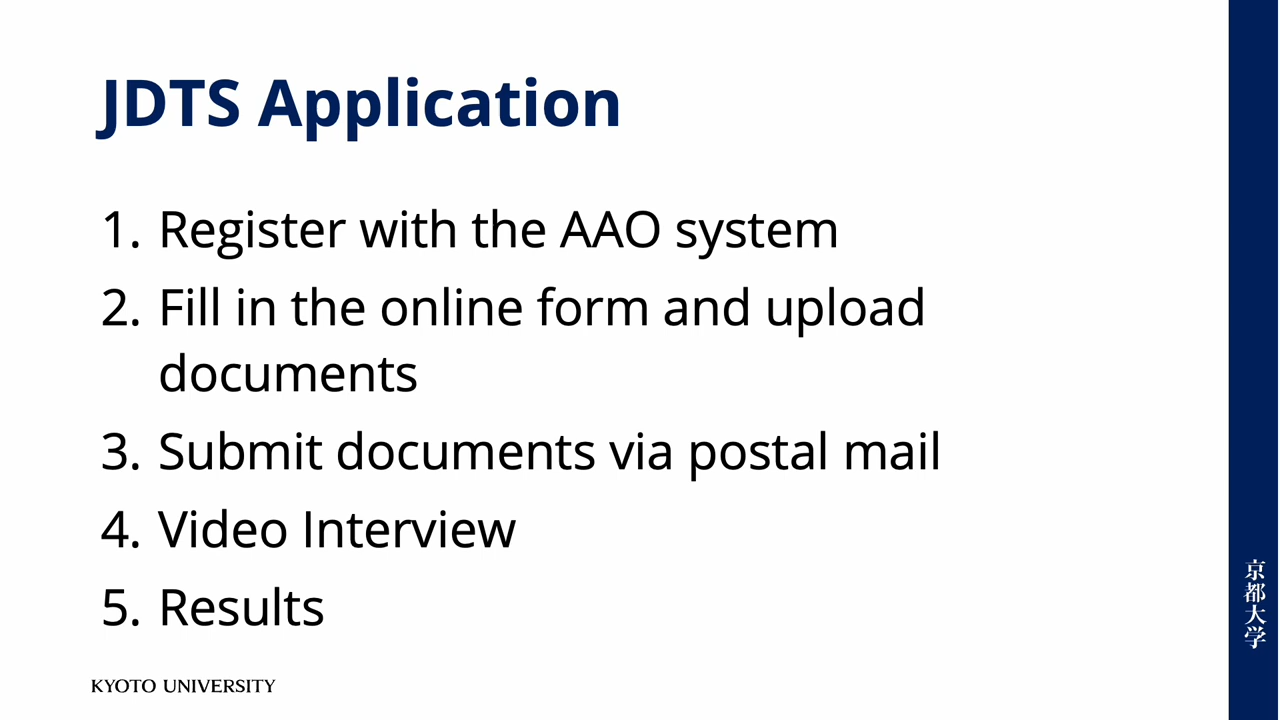 JDTS Application
1. Register with the AAO system
2. Fill in the online form and upload
documents
3. Submit documents via postal mail
4. Video Interview
5. Results
KYOTO UNIVERSITY
京都大学